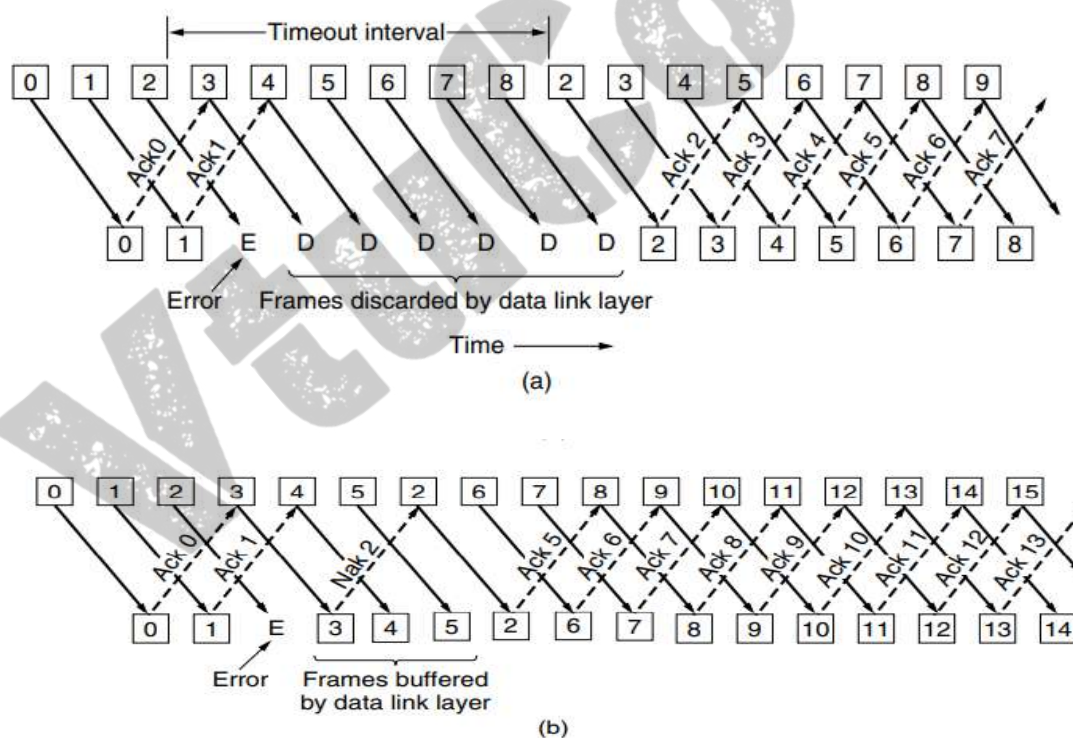 Timeout interval
0 1 2 3 4 5 6 7 8 2 3 4 5 6 7 8 9
Ack0 Ack1 Ack 2 Ack 3 Ack 4 Ack 5 Ack 6 Ack 7
0 1 E D D D D D D 2 3 4 5 6 7 8
Error Frames discarded by data link layer
Time
(a)
0 1 2 3 4 5 2 6 7 8 9 10 11 12 13 14 15
Ack 0 Ack 1 Nak 2 Ack 5 Ack 6 Ack 7 Ack 8 Ack 9 Ack 10 Ack 11 Ack 12 Ack 13
0 1 E 3 4 5 2 6 7 8 9 10 11 12 13 14
Error Frames buffered
by data link layer
(b)
vtuco